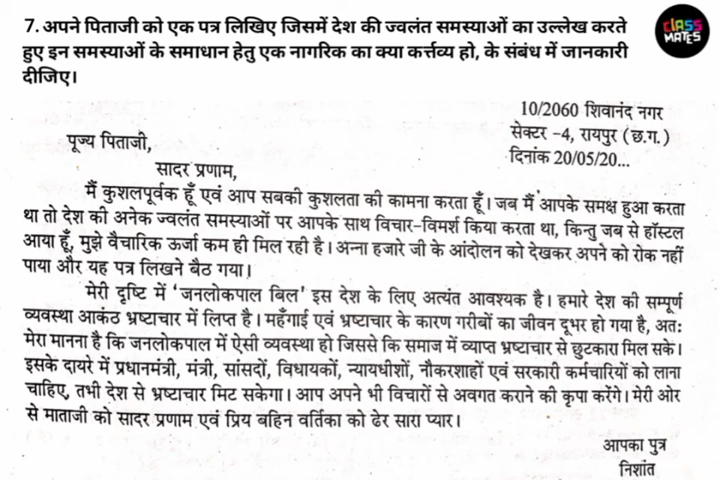 7. अपने पिताजी को एक पत्र लिखिए जिसमें देश की ज्वलंत समस्याओं का उल्लेख करते
हुए इन समस्याओं के समाधान हेतु एक नागरिक का क्या कर्त्तव्य हो, के संबंध में जानकारी
दीजिए।
CLASS
MATES
10/2060 शिवानंद नगर
सेक्टर -4, रायपुर (छ.ग.)
दिनांक 20/05/20...
पूज्य पिताजी,
सादर प्रणाम,
मैं कुशलपूर्वक हूँ एवं आप सबकी कुशलता की कामना करता हूँ। जब मैं आपके समक्ष हुआ करता
था तो देश की अनेक ज्वलंत समस्याओं पर आपके साथ विचार-विमर्श किया करता था, किन्तु जब से हॉस्टल
आया हूँ, मुझे वैचारिक ऊर्जा कम ही मिल रही है। अन्ना हजारे जी के आंदोलन को देखकर अपने को रोक नहीं
पाया और यह पत्र लिखने बैठ गया।
मेरी दृष्टि में 'जनलोकपाल बिल' इस देश के लिए अत्यंत आवश्यक है। हमारे देश की सम्पूर्ण
व्यवस्था आकंठ भ्रष्टाचार में लिप्त है। महँगाई एवं भ्रष्टाचार के कारण गरीबों का जीवन दूभर हो गया है, अतः
मेरा मानना है कि जनलोकपाल में ऐसी व्यवस्था हो जिससे कि समाज में व्याप्त भ्रष्टाचार से छुटकारा मिल सके।
इसके दायरे में प्रधानमंत्री, मंत्री, सांसदों, विधायकों, न्यायधीशों, नौकरशाहों एवं सरकारी कर्मचारियों को लाना
चाहिए, तभी देश से भ्रष्टाचार मिट सकेगा। आप अपने भी विचारों से अवगत कराने की कृपा करेंगे। मेरी ओर
से माताजी को सादर प्रणाम एवं प्रिय बहिन वर्तिका को ढेर सारा प्यार।
आपका पुत्र
निशांत